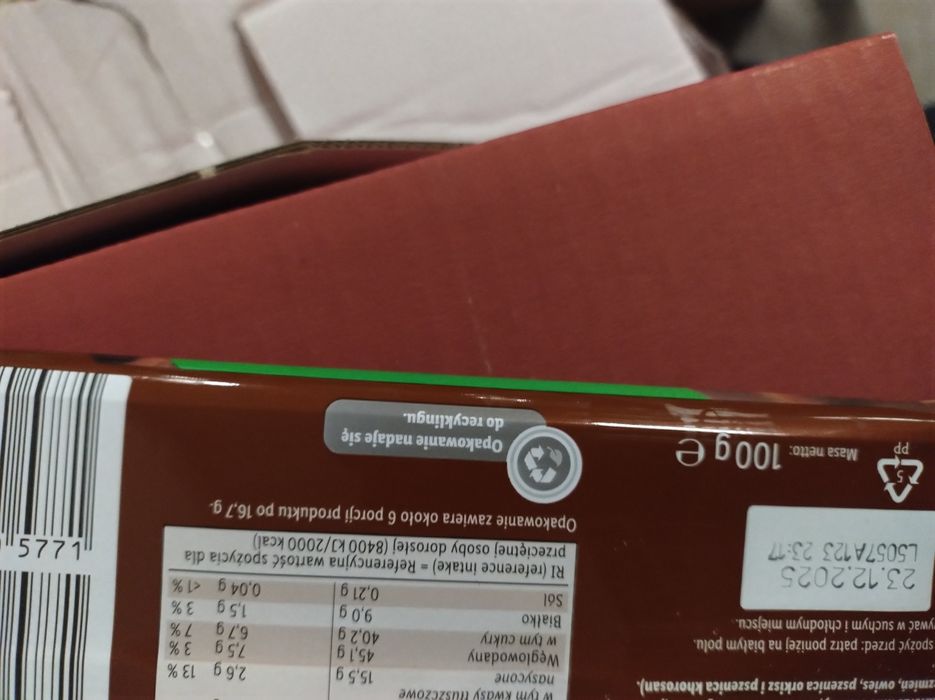 zmień, owies, pszenica orkisz i pszenica khorosan).
spożyć przed: patrz poniżej na białym polu.
ywać w suchym i chłodnym miejscu.
23.12.2025
L5057A123 23:17
5
PP
Masa netto: 100 g e
w tym kwasy tłuszczowe
nasycone 15,5 g 2,6 g 13 %
Węglowodany 45,1 g 7,5 g 3 %
w tym cukry 40,2 g 6,7 g 7 %
Białko 9,0 g 1,5 g 3 %
Sól 0,21 g 0,04 g <1 %
RI (reference intake) = Referencyjna wartość spożycia dla
przeciętnej osoby dorosłej (8400 kJ/2000 kcal)
Opakowanie zawiera około 6 porcji produktu po 16,7 g.
Opakowanie nadaje się
do recyklingu.
5771